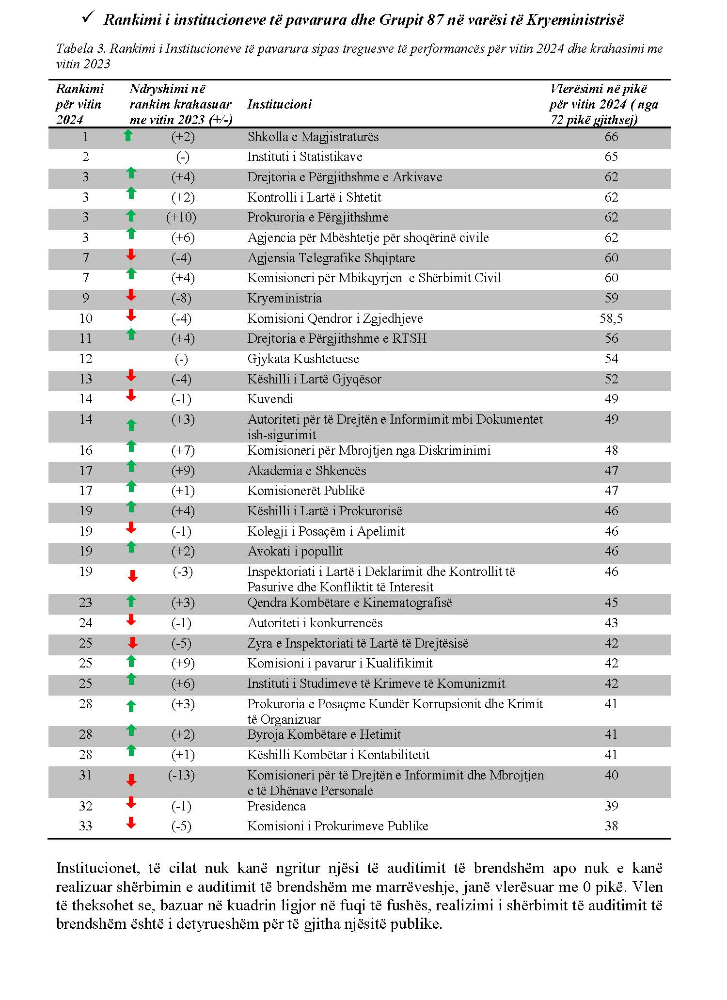 ✓ Rankimi i institucioneve të pavarura dhe Grupit 87 në varësi të Kryeministrisë
Tabela 3. Rankimi i Institucioneve të pavarura sipas treguesve të performancës për vitin 2024 dhe krahasimi me
vitin 2023
Rankimi për vitin 2024 Ndryshimi në rankim krahasuar me vitin 2023 (+/-) Institucioni Vlerësimi në pikë për vitin 2024 ( nga 72 pikë gjithsej)
1 (+2) Shkolla e Magjistraturës 66
2 (-) Instituti i Statistikave 65
3 (+4) Drejtoria e Përgjithshme e Arkivave 62
3 (+2) Kontrolli i Lartë i Shtetit 62
3 (+10) Prokuroria e Përgjithshme 62
3 (+6) Agjencia për Mbështetje për shoqërinë civile 62
7 (-4) Agjensia Telegrafike Shqiptare 60
7 (+4) Komisioneri për Mbikqyrjen e Shërbimit Civil 60
9 (-8) Kryeministria 59
10 (-4) Komisioni Qendror i Zgjedhjeve 58,5
11 (+4) Drejtoria e Përgjithshme e RTSH 56
12 (-) Gjykata Kushtetuese 54
13 (-4) Këshilli i Lartë Gjyqësor 52
14 (-1) Kuvendi 49
14 (+3) Autoriteti për të Drejtën e Informimit mbi Dokumentet 49
ish-sigurimit
16 (+7) Komisioneri për Mbrojtjen nga Diskriminimi 48
17 (+9) Akademia e Shkencës 47
17 (+1) Komisionerët Publikë 47
19 (+4) Këshilli i Lartë i Prokurorisë 46
19 (-1) Kolegji i Posaçëm i Apelimit 46
19 (+2) Avokati i popullit 46
19 (-3) Inspektoriati i Lartë i Deklarimit dhe Kontrollit të 46
Pasurive dhe Konfliktit të Interesit
23 (+3) Qendra Kombëtare e Kinematografisë 45
24 (-1) Autoriteti i konkurrencës 43
25 (-5) Zyra e Inspektoriati të Lartë të Drejtësisë 42
25 (+9) Komisioni i pavarur i Kualifikimit 42
25 (+6) Instituti i Studimeve të Krimeve të Komunizmit 42
28 (+3) Prokuroria e Posaçme Kundër Korrupsionit dhe Krimit 41
të Organizuar
28 (+2) Byroja Kombëtare e Hetimit 41
28 (+1) Këshilli Kombëtar i Kontabilitetit 41
31 (-13) Komisioneri për të Drejtën e Informimit dhe Mbrojtjen 40
e të Dhënave Personale
32 (-1) Presidenca 39
33 (-5) Komisioni i Prokurimeve Publike 38
Institucionet, të cilat nuk kanë ngritur njësi të auditimit të brendshëm apo nuk e kanë
realizuar shërbimin e auditimit të brendshëm me marrëveshje, janë vlerësuar me 0 pikë. Vlen
të theksohet se, bazuar në kuadrin ligjor në fuqi të fushës, realizimi i shërbimit të auditimit të
brendshëm është i detyrueshëm për të gjitha njësitë publike.